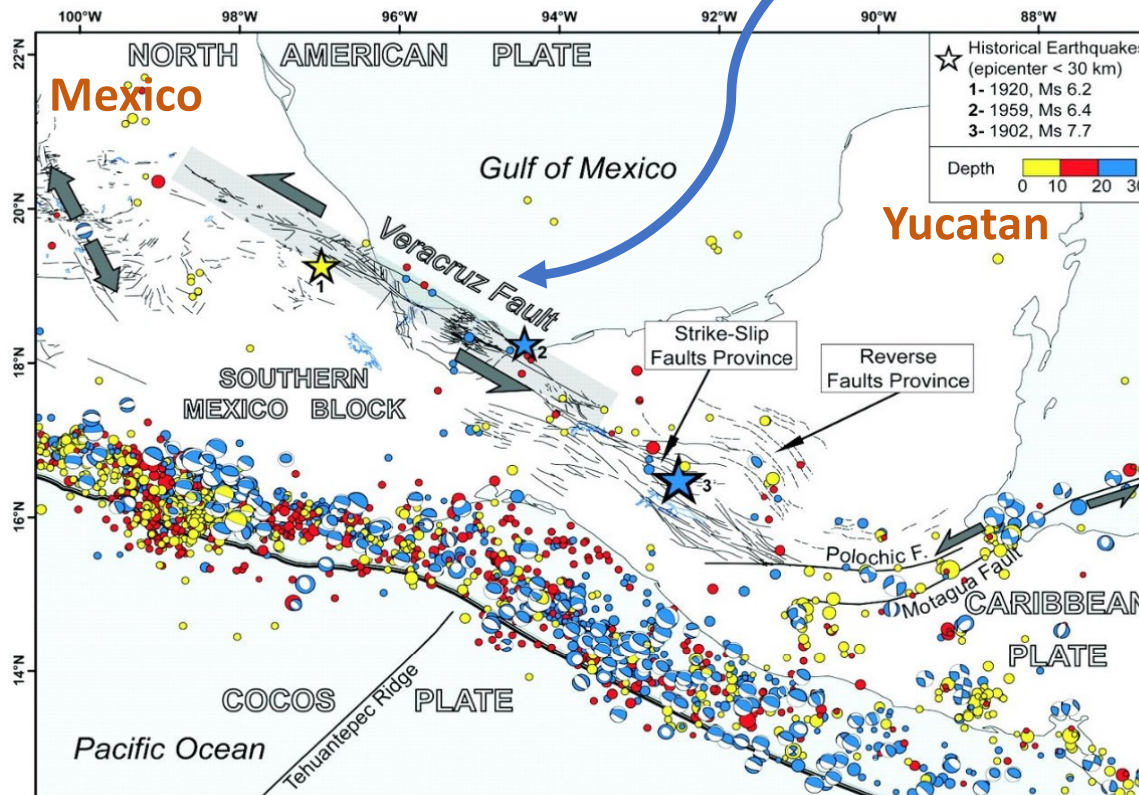 100°W 98°W 96°W 94°W 92°W 90°W 88°W
22°N
20°N
18°N
16°N
14°N
NORTH AMERICAN PLATE
Mexico
Historical Earthquakes
(epicenter < 30 km)
1- 1920, Ms 6.2
2- 1959, Ms 6.4
3- 1902, Ms 7.7
Depth
0 10 20 30
Gulf of Mexico
Yucatan
Veracruz Fault
1
2
3
Strike-Slip
Faults Province
Reverse
Faults Province
SOUTHERN
MEXICO BLOCK
Polochic F.
Motagua Fault
CARIBBEAN
PLATE
COCOS PLATE
Tehuantepec Ridge
Pacific Ocean